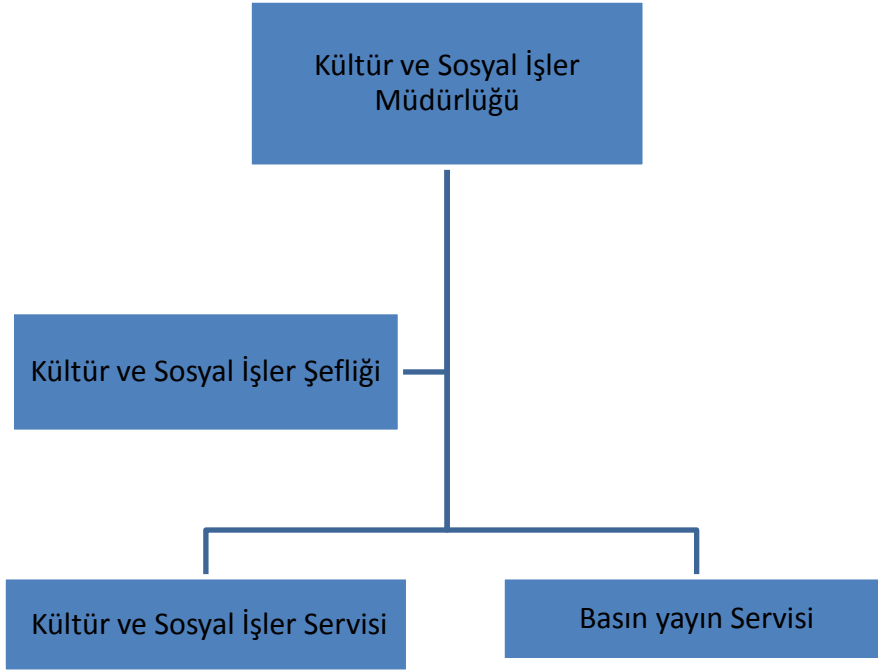 Kültür ve Sosyal İşler
Müdürlüğü
Kültür ve Sosyal İşler Şefliği
Kültür ve Sosyal İşler Servisi
Basın yayın Servisi